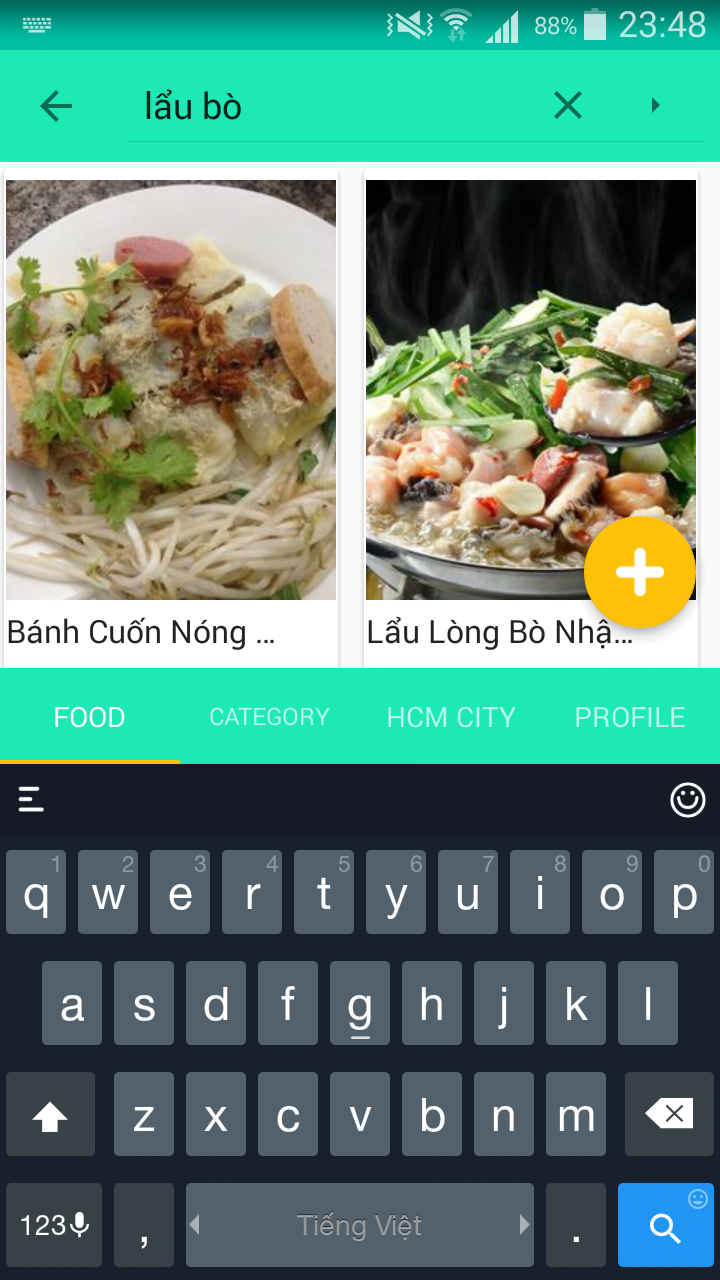 88% 23:48
lẩu bò
Bánh Cuốn Nóng ... Lẩu Lòng Bò Nhậ...
FOOD CATEGORY HCM CITY PROFILE
1 2 3 4 5 6 7 8 9 0
q w e r t y u i o p
a s d f g h j k l
z x c v b n m
123 , Tiếng Việt .